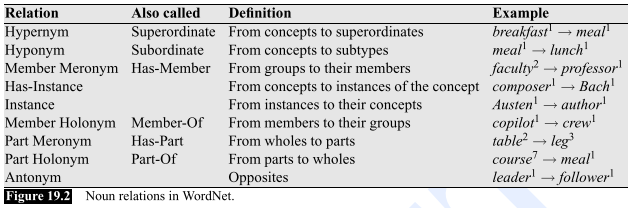 Relation Also called Definition Example
Hypernym Superordinate From concepts to superordinates breakfast¹ → meal¹
Hyponym Subordinate From concepts to subtypes meal¹ → lunch¹
Member Meronym Has-Member From groups to their members faculty² → professor¹
Has-Instance From concepts to instances of the concept composer¹ → Bach¹
Instance From instances to their concepts Austen¹ → author¹
Member Holonym Member-Of From members to their groups copilot¹ → crew¹
Part Meronym Has-Part From wholes to parts table² → leg³
Part Holonym Part-Of From parts to wholes course⁷ → meal¹
Antonym Opposites leader¹ → follower¹
Figure 19.2 Noun relations in WordNet.